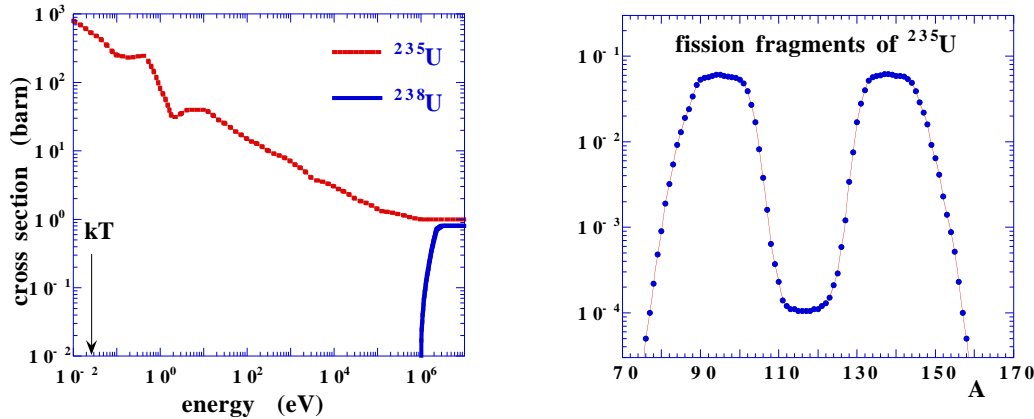 10³
10²
10¹
10⁰
10⁻¹
10⁻²
cross section (barn)
²³⁵U
²³⁸U
kT
10⁻² 10⁰ 10² 10⁴ 10⁶
energy (eV)
fission fragments of ²³⁵U
10⁻¹
10⁻²
10⁻³
10⁻⁴
70 90 110 130 150 170
A